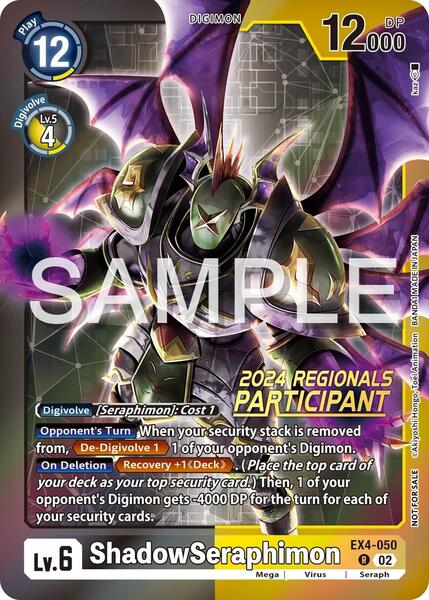 Play
12
DIGIMON
12000
DP
Digivolve
Lv.5
4
kaz
SAMPLE
©Akiyoshi Hongo, Toei Animation BANDAI MADE IN JAPAN
NOT FOR SALE
2024 REGIONALS
PARTICIPANT
Digivolve [Seraphimon]: Cost 1
Opponent's Turn When your security stack is removed
from, De-Digivolve 1 1 of your opponent's Digimon.
On Deletion Recovery +1《Deck》. (Place the top card of
your deck as your top security card.) Then, 1 of your
opponent's Digimon gets -4000 DP for the turn for each of
your security cards.
Lv.6 ShadowSeraphimon
EX4-050
R 02
Mega Virus Seraph